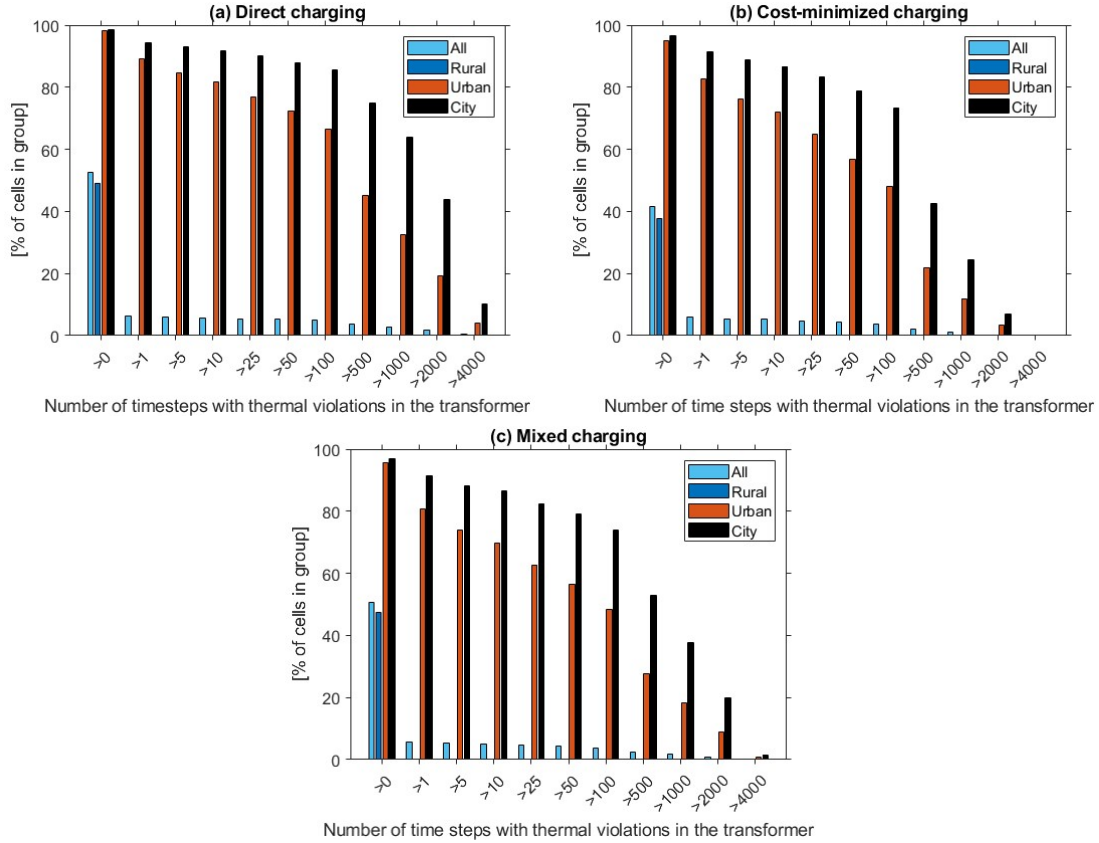 (a) Direct charging
[% of cells in group]
100
80
60
40
20
0
All
Rural
Urban
City
>0
>1
>5
>10
>25
>50
>100
>500
>1000
>2000
>4000
Number of timesteps with thermal violations in the transformer
(b) Cost-minimized charging
[% of cells in group]
100
80
60
40
20
0
All
Rural
Urban
City
>0
>1
>5
>10
>25
>50
>100
>500
>1000
>2000
>4000
Number of time steps with thermal violations in the transformer
(c) Mixed charging
[% of cells in group]
100
80
60
40
20
0
All
Rural
Urban
City
>0
>1
>5
>10
>25
>50
>100
>500
>1000
>2000
>4000
Number of time steps with thermal violations in the transformer